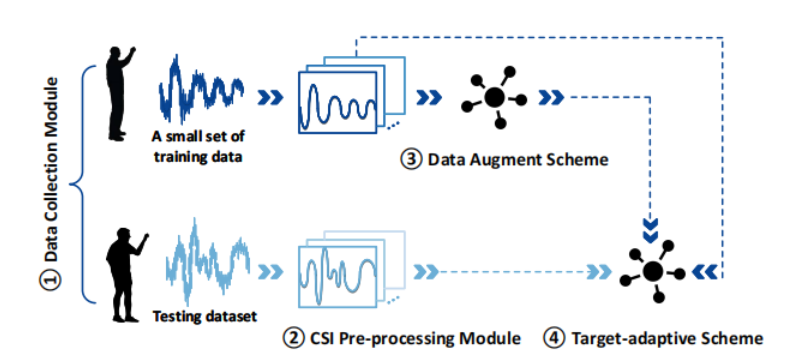 ① Data Collection Module
A small set of
training data
③ Data Augment Scheme
Testing dataset
② CSI Pre-processing Module
④ Target-adaptive Scheme